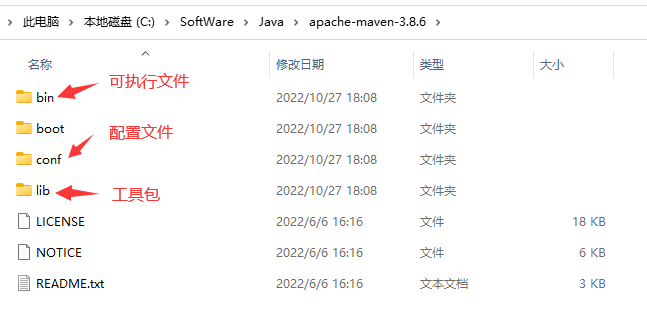 此电脑 > 本地磁盘 (C:) > SoftWare > Java > apache-maven-3.8.6 >
名称 修改日期 类型 大小
bin 可执行文件 2022/10/27 18:08 文件夹
boot 2022/10/27 18:08 文件夹
配置文件
conf 2022/10/27 18:08 文件夹
lib 工具包 2022/10/27 18:08 文件夹
LICENSE 2022/6/6 16:16 文件 18 KB
NOTICE 2022/6/6 16:16 文件 6 KB
README.txt 2022/6/6 16:16 文本文档 3 KB